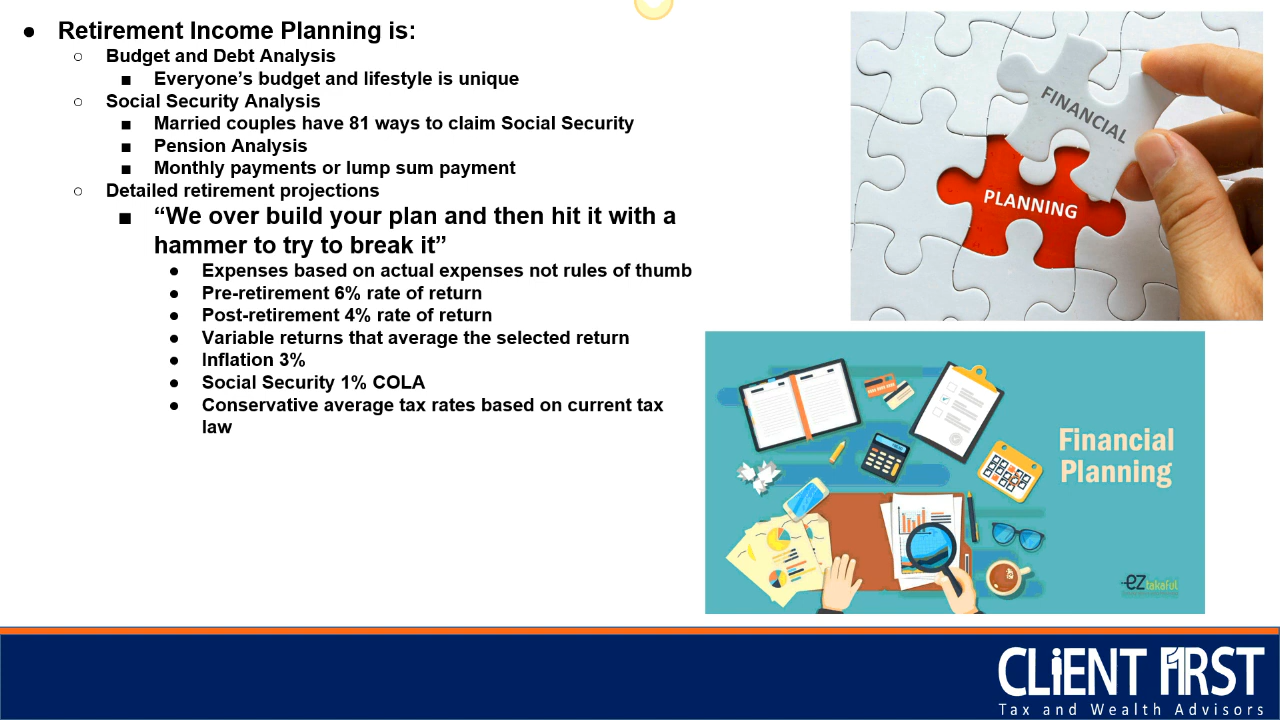 ● Retirement Income Planning is:
○ Budget and Debt Analysis
■ Everyone’s budget and lifestyle is unique
○ Social Security Analysis
■ Married couples have 81 ways to claim Social Security
■ Pension Analysis
■ Monthly payments or lump sum payment
○ Detailed retirement projections
■ “We over build your plan and then hit it with a
hammer to try to break it”
● Expenses based on actual expenses not rules of thumb
● Pre-retirement 6% rate of return
● Post-retirement 4% rate of return
● Variable returns that average the selected return
● Inflation 3%
● Social Security 1% COLA
● Conservative average tax rates based on current tax
law
FINANCIAL
PLANNING
Financial
Planning
ez takaful
CLiENT F1RST
Tax and Wealth Advisors